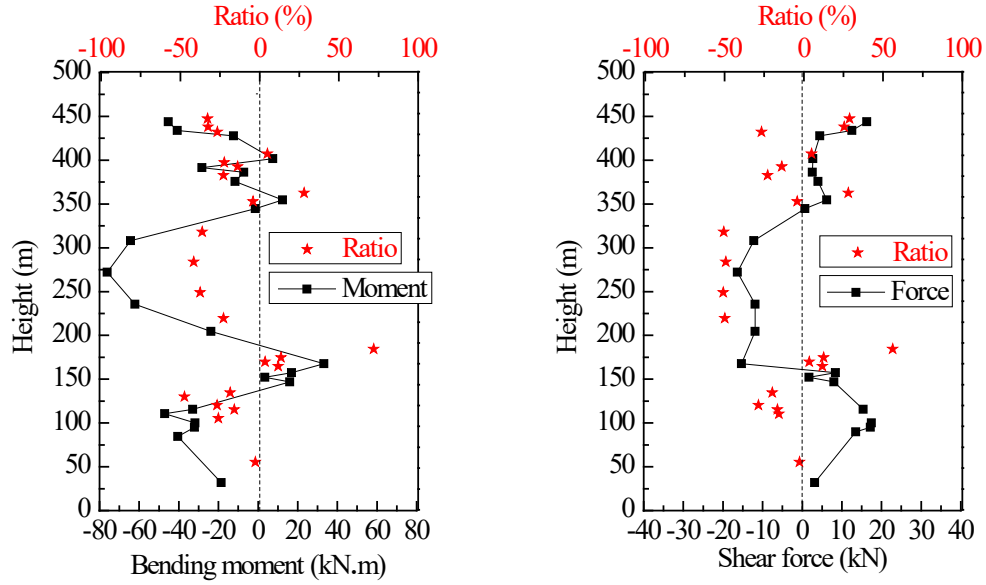 Ratio (%)
-100 -50 0 50 100
500
450
400
350
300
250
200
150
100
50
0
Height (m)
Ratio
Moment
-80 -60 -40 -20 0 20 40 60 80
Bending moment (kN.m)
Ratio (%)
-100 -50 0 50 100
500
450
400
350
300
250
200
150
100
50
0
Height (m)
Ratio
Force
-40 -30 -20 -10 0 10 20 30 40
Shear force (kN)